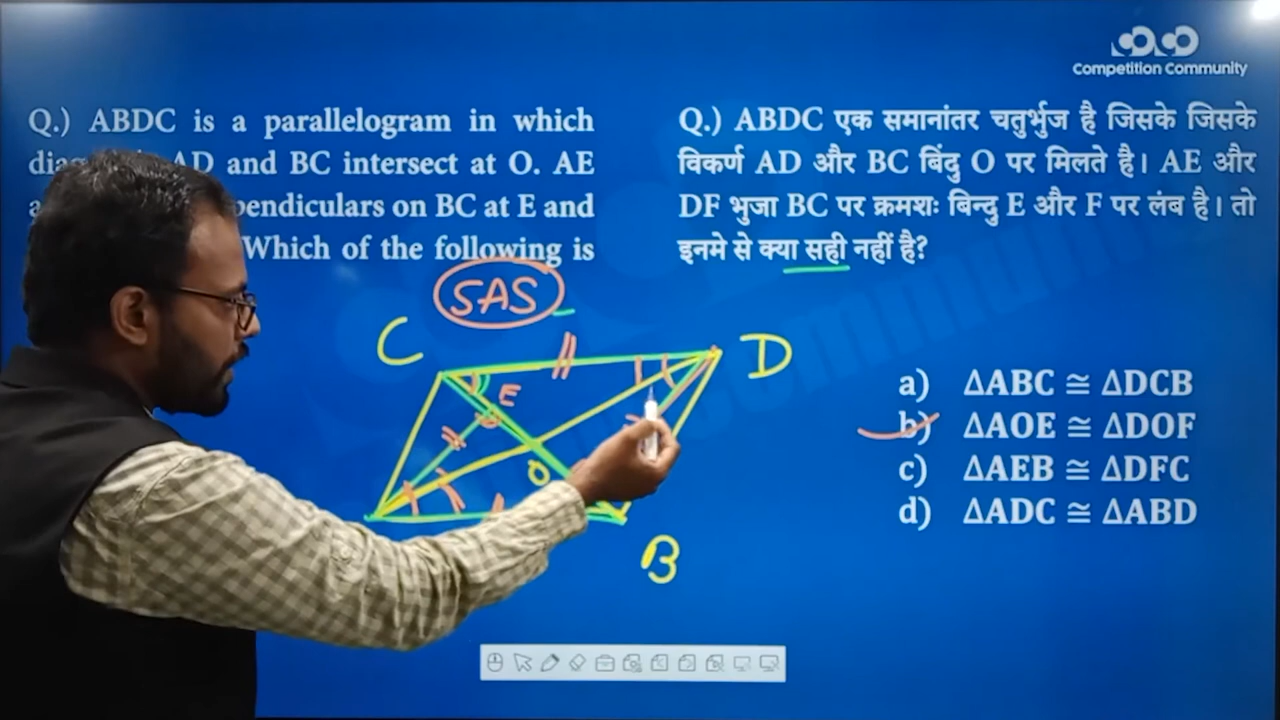 Competition Community
Q.) ABDC is a parallelogram in which
AD and BC intersect at O. AE
on BC at E and
Which of the following is
Q.) ABDC एक समानांतर चतुर्भुज है जिसके जिसके
विकर्ण AD और BC बिंदु O पर मिलते है। AE और
DF भुजा BC पर क्रमशः बिन्दु E और F पर लंब है। तो
इनमे से क्या सही नहीं है?
SAS
C
D
E
O
B
a) ΔABC ≅ ΔDCB
b) ΔAOE ≅ ΔDOF
c) ΔAEB ≅ ΔDFC
d) ΔADC ≅ ΔABD